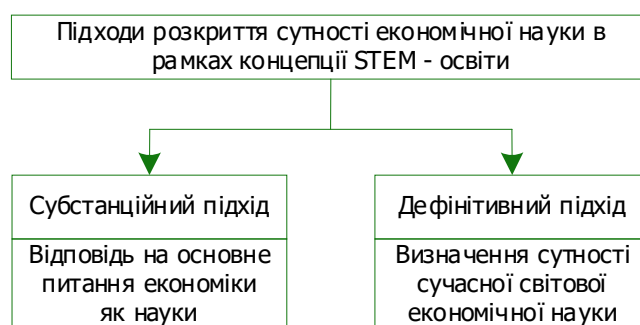 Підходи розкриття сутності економічної науки в
рамках концепції STEM - освіти
Субстанційний підхід
Дефінітивний підхід
Відповідь на основне
питання економіки
як науки
Визначення сутності
сучасної світової
економічної науки